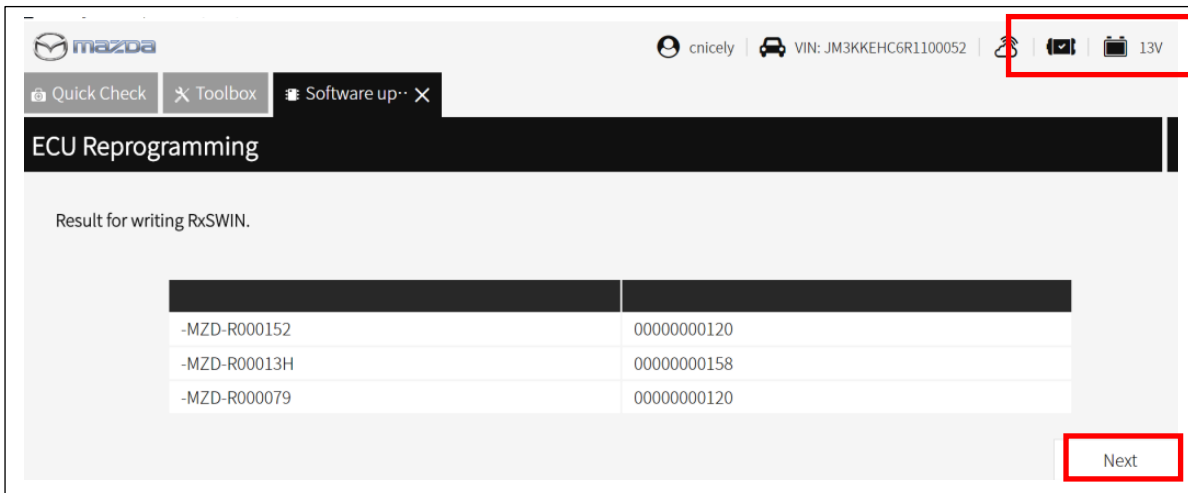 mazda
cnicely VIN: JM3KKEHC6R1100052 13V
Quick Check Toolbox Software up··
ECU Reprogramming
Result for writing RxSWIN.
-MZD-R000152 00000000120
-MZD-R00013H 00000000158
-MZD-R000079 00000000120
Next